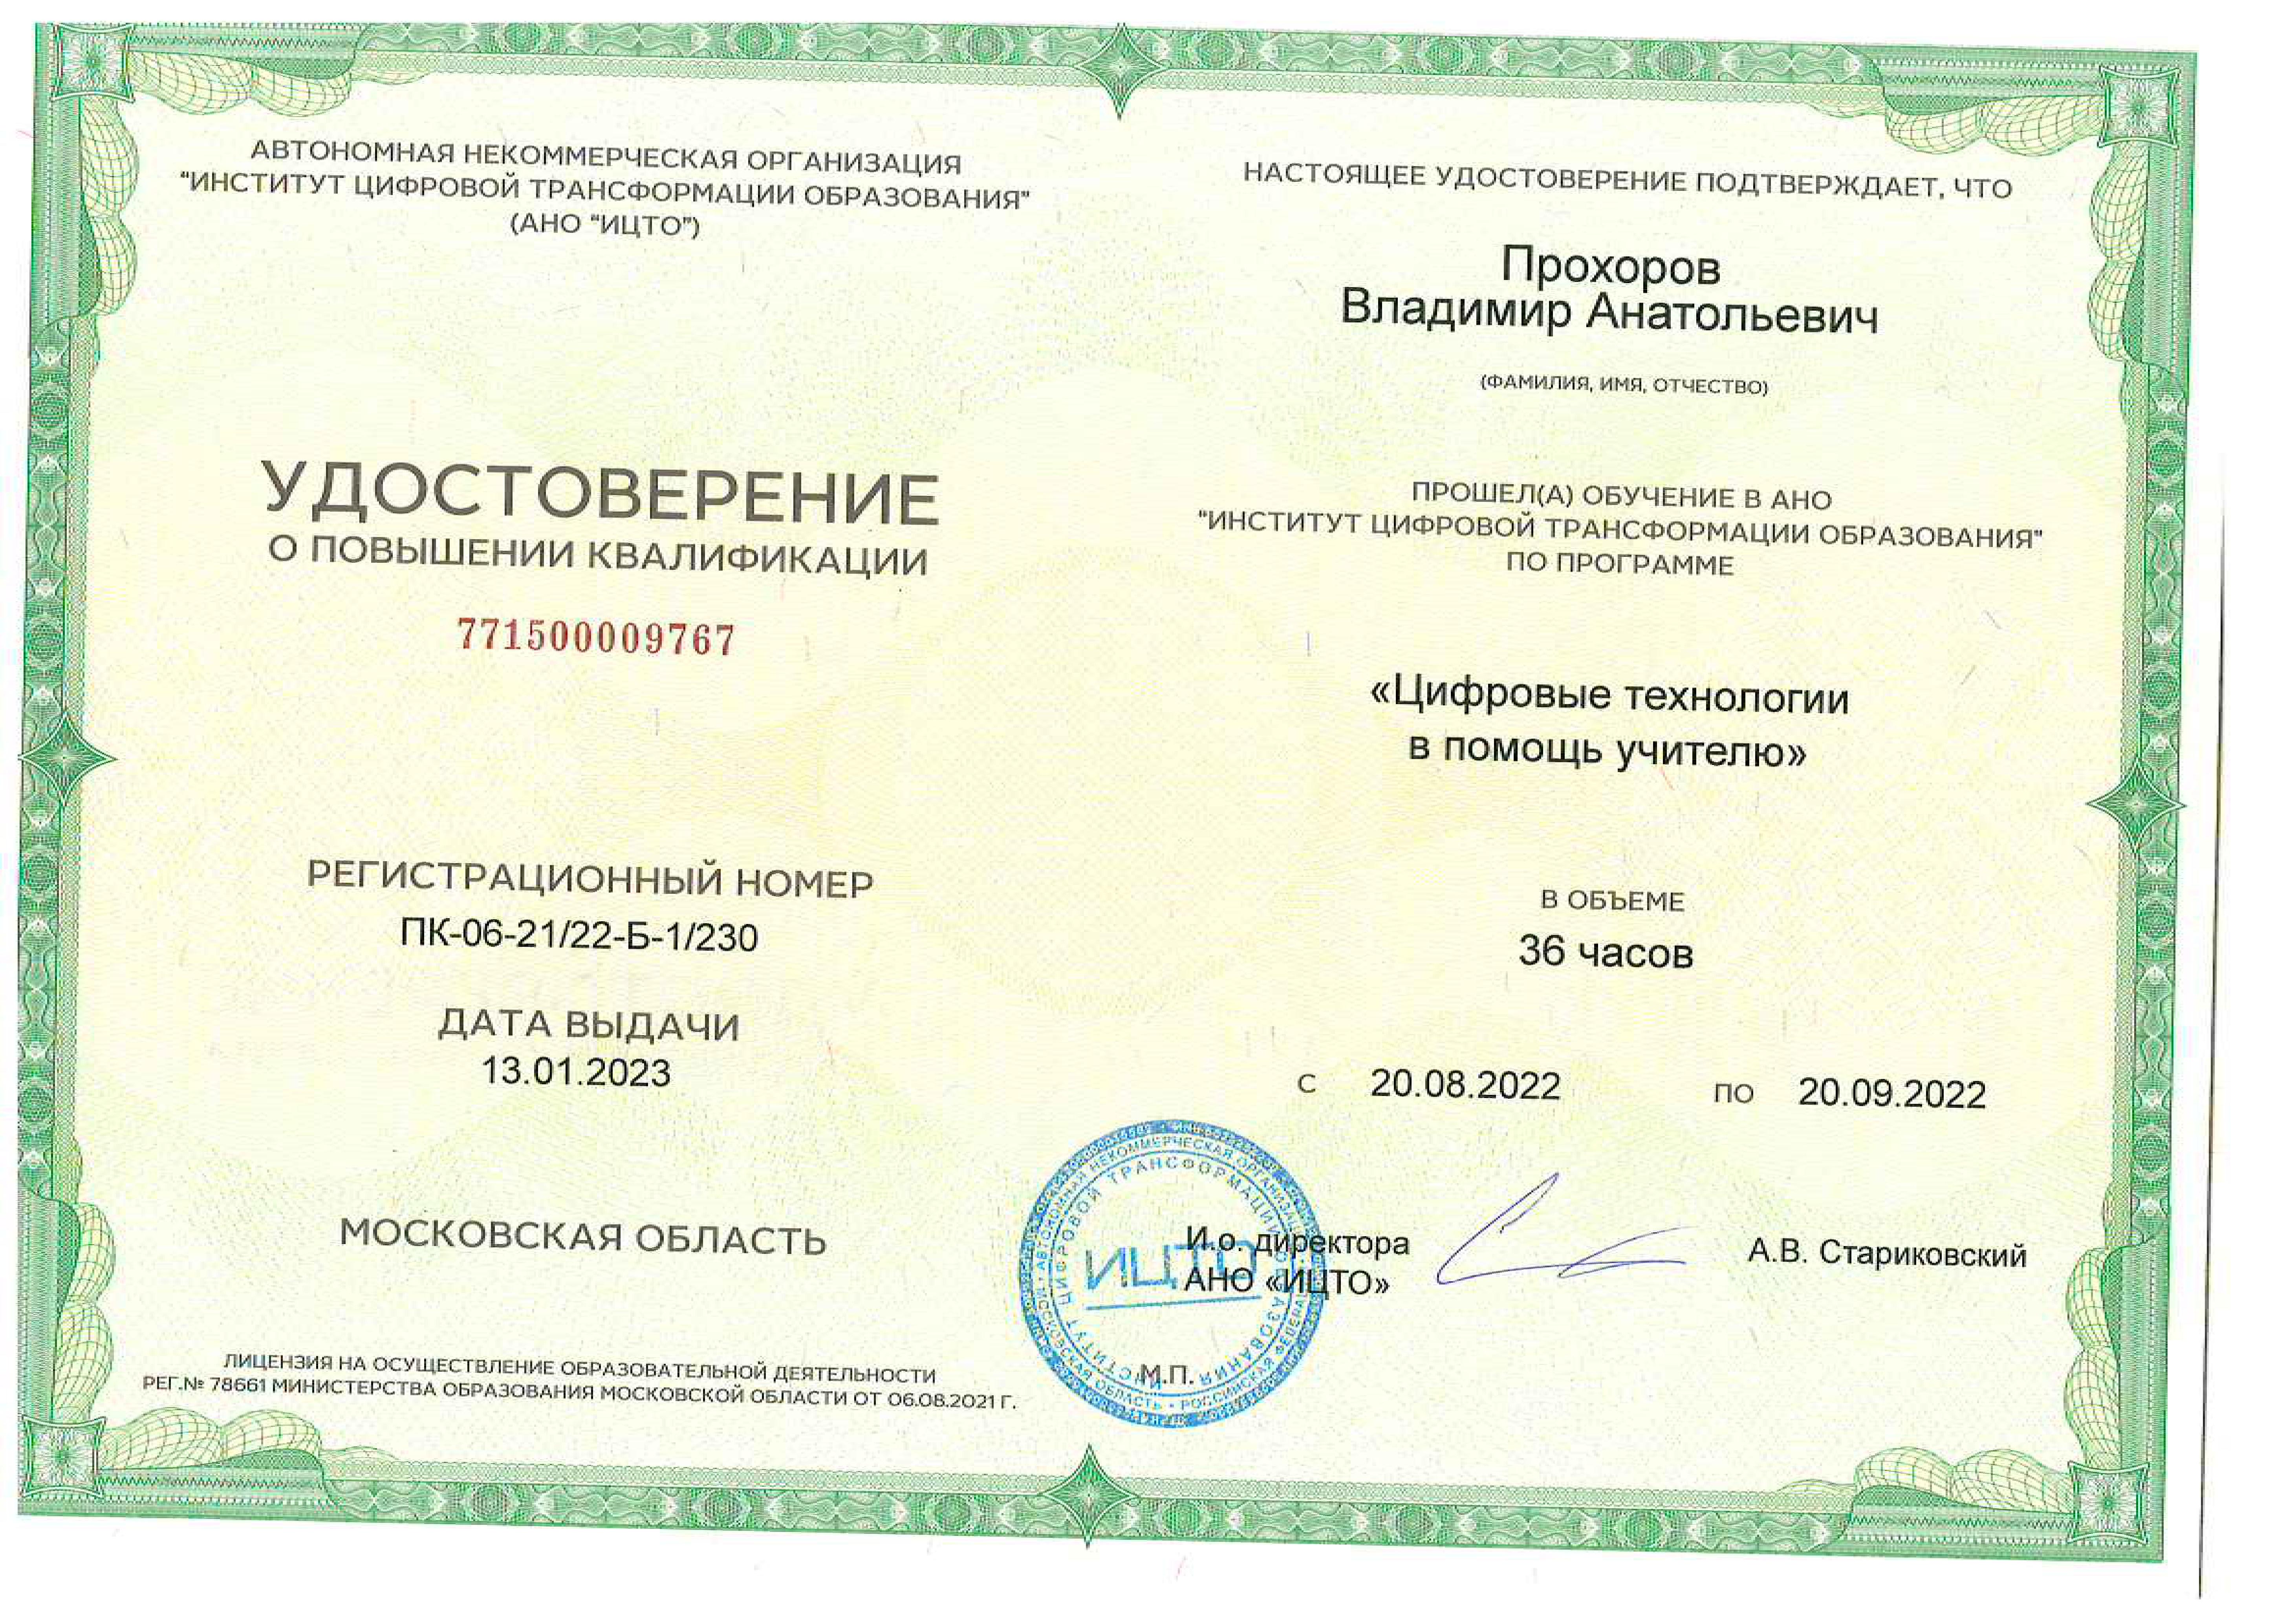 АВТОНОМНАЯ НЕКОММЕРЧЕСКАЯ ОРГАНИЗАЦИЯ
"ИНСТИТУТ ЦИФРОВОЙ ТРАНСФОРМАЦИИ ОБРАЗОВАНИЯ"
(АНО "ИЦТО")
УДОСТОВЕРЕНИЕ
О ПОВЫШЕНИИ КВАЛИФИКАЦИИ
771500009767
РЕГИСТРАЦИОННЫЙ НОМЕР
ПК-06-21/22-Б-1/230
ДАТА ВЫДАЧИ
13.01.2023
МОСКОВСКАЯ ОБЛАСТЬ
ЛИЦЕНЗИЯ НА ОСУЩЕСТВЛЕНИЕ ОБРАЗОВАТЕЛЬНОЙ ДЕЯТЕЛЬНОСТИ
РЕГ.№ 78661 МИНИСТЕРСТВА ОБРАЗОВАНИЯ МОСКОВСКОЙ ОБЛАСТИ ОТ 06.08.2021 Г.
НАСТОЯЩЕЕ УДОСТОВЕРЕНИЕ ПОДТВЕРЖДАЕТ, ЧТО
Прохоров
Владимир Анатольевич
(ФАМИЛИЯ, ИМЯ, ОТЧЕСТВО)
ПРОШЕЛ(А) ОБУЧЕНИЕ В АНО
"ИНСТИТУТ ЦИФРОВОЙ ТРАНСФОРМАЦИИ ОБРАЗОВАНИЯ"
ПО ПРОГРАММЕ
«Цифровые технологии
в помощь учителю»
В ОБЪЕМЕ
36 часов
С 20.08.2022 ПО 20.09.2022
И.о. директора
АНО «ИЦТО»
А.В. Стариковский
М.П.
АВТОНОМНАЯ НЕКОММЕРЧЕСКАЯ ОРГАНИЗАЦИЯ
МОСКОВСКАЯ ОБЛАСТЬ • РОССИЙСКАЯ ФЕДЕРАЦИЯ
ИНСТИТУТ ЦИФРОВОЙ ТРАНСФОРМАЦИИ ОБРАЗОВАНИЯ
ИЦТО